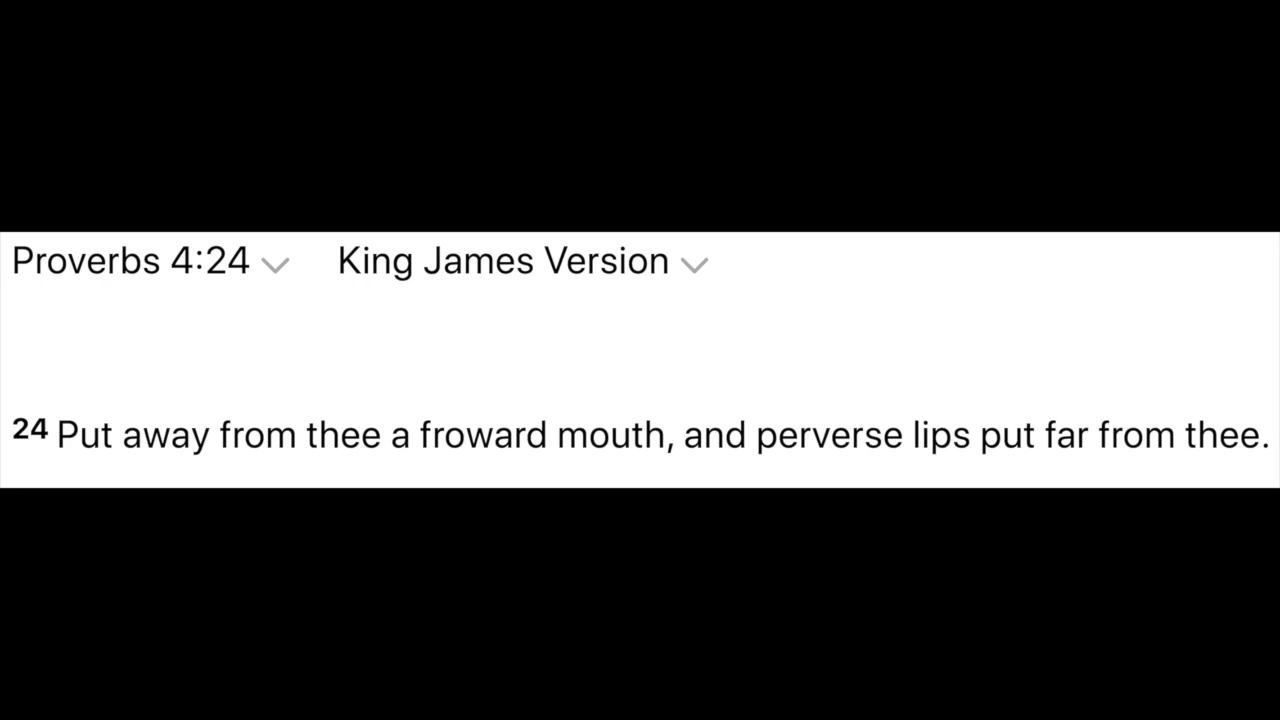 Proverbs 4:24 King James Version
24 Put away from thee a froward mouth, and perverse lips put far from thee.